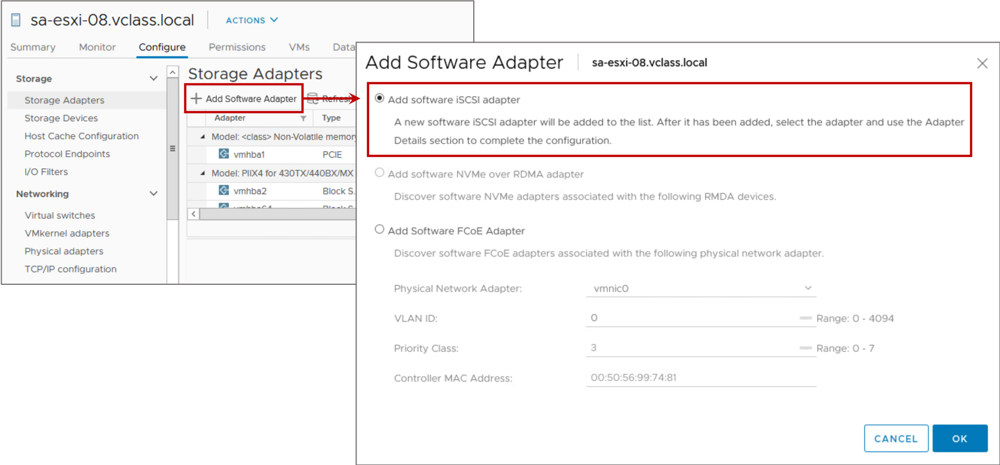 sa-esxi-08.vclass.local
ACTIONS
Summary
Monitor
Configure
Permissions
VMs
Data
Storage
Storage Adapters
Storage Devices
Host Cache Configuration
Protocol Endpoints
I/O Filters
Networking
Virtual switches
VMkernel adapters
Physical adapters
TCP/IP configuration
Storage Adapters
Add Software Adapter
Refresh
Adapter
Type
Model: <class> Non-Volatile memory
vmhba1
PCIE
Model: PIIX4 for 430TX/440BX/MX
vmhba2
Block S.
Add Software Adapter
sa-esxi-08.vclass.local
Add software iSCSI adapter
A new software iSCSI adapter will be added to the list. After it has been added, select the adapter and use the Adapter
Details section to complete the configuration.
Add software NVMe over RDMA adapter
Discover software NVMe adapters associated with the following RMDA devices.
Add Software FCoE Adapter
Discover software FCoE adapters associated with the following physical network adapter.
Physical Network Adapter:
vmnic0
VLAN ID:
0
Range: 0 - 4094
Priority Class:
3
Range: 0 - 7
Controller MAC Address:
00:50:56:99:74:81
CANCEL
OK